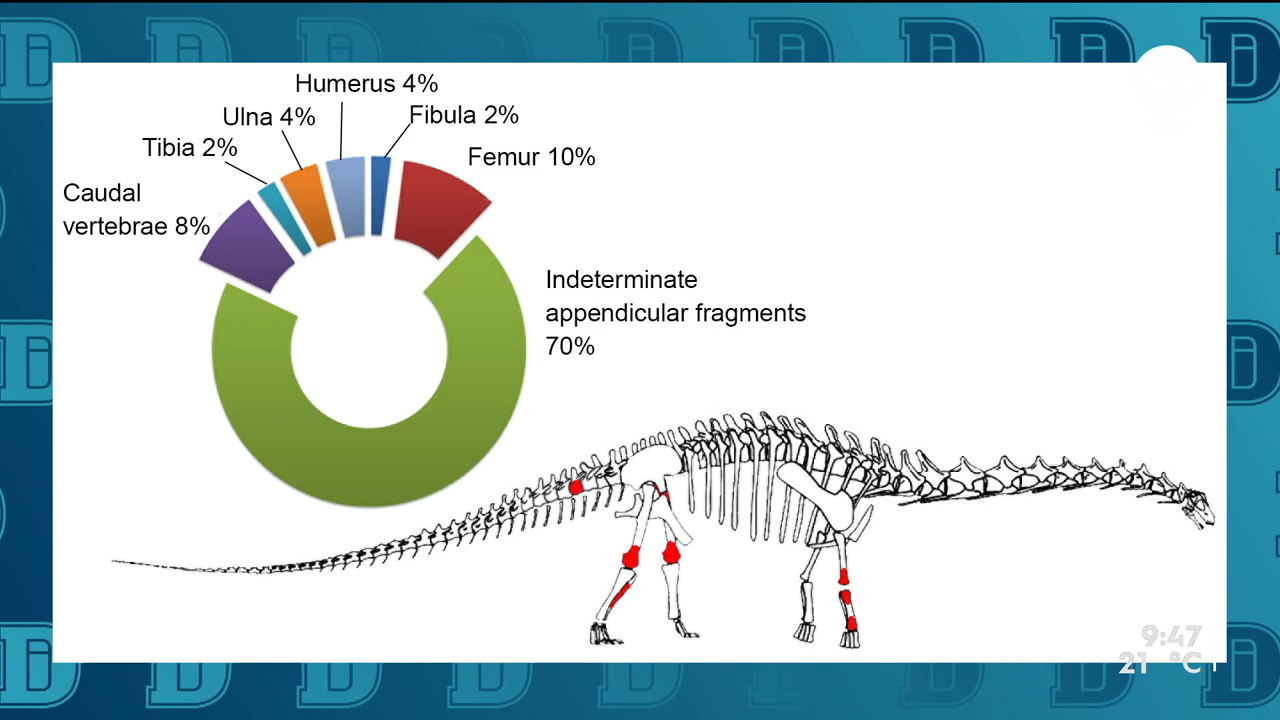 Humerus 4%
Ulna 4%
Fibula 2%
Tibia 2%
Femur 10%
Caudal
vertebrae 8%
Indeterminate
appendicular fragments
70%
9:47
21 °C